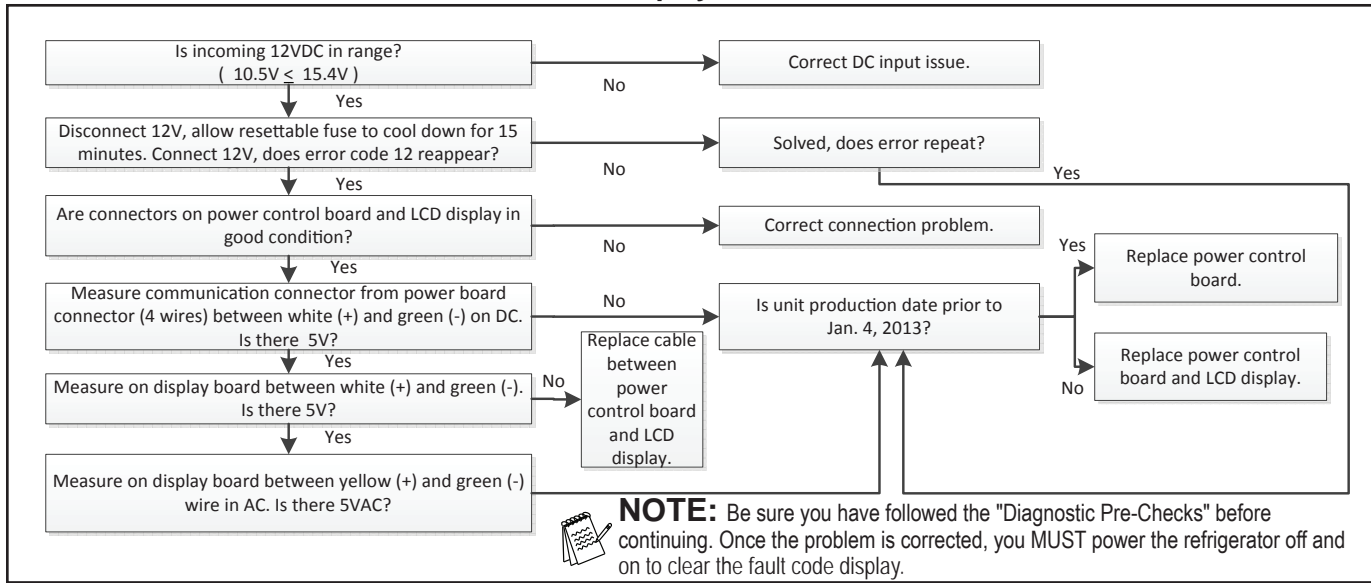 Is incoming 12VDC in range?
( 10.5V ≤ 15.4V )
No
Correct DC input issue.
Yes
Disconnect 12V, allow resettable fuse to cool down for 15
minutes. Connect 12V, does error code 12 reappear?
No
Solved, does error repeat?
Yes
Yes
Are connectors on power control board and LCD display in
good condition?
No
Correct connection problem.
Yes
Measure communication connector from power board
connector (4 wires) between white (+) and green (-) on DC.
Is there 5V?
No
Is unit production date prior to
Jan. 4, 2013?
Yes
Replace power control
board.
No
Replace power control
board and LCD display.
Yes
Measure on display board between white (+) and green (-).
Is there 5V?
No
Replace cable
between
power
control board
and LCD
display.
Yes
Measure on display board between yellow (+) and green (-)
wire in AC. Is there 5VAC?
NOTE: Be sure you have followed the "Diagnostic Pre-Checks" before
continuing. Once the problem is corrected, you MUST power the refrigerator off and
on to clear the fault code display.